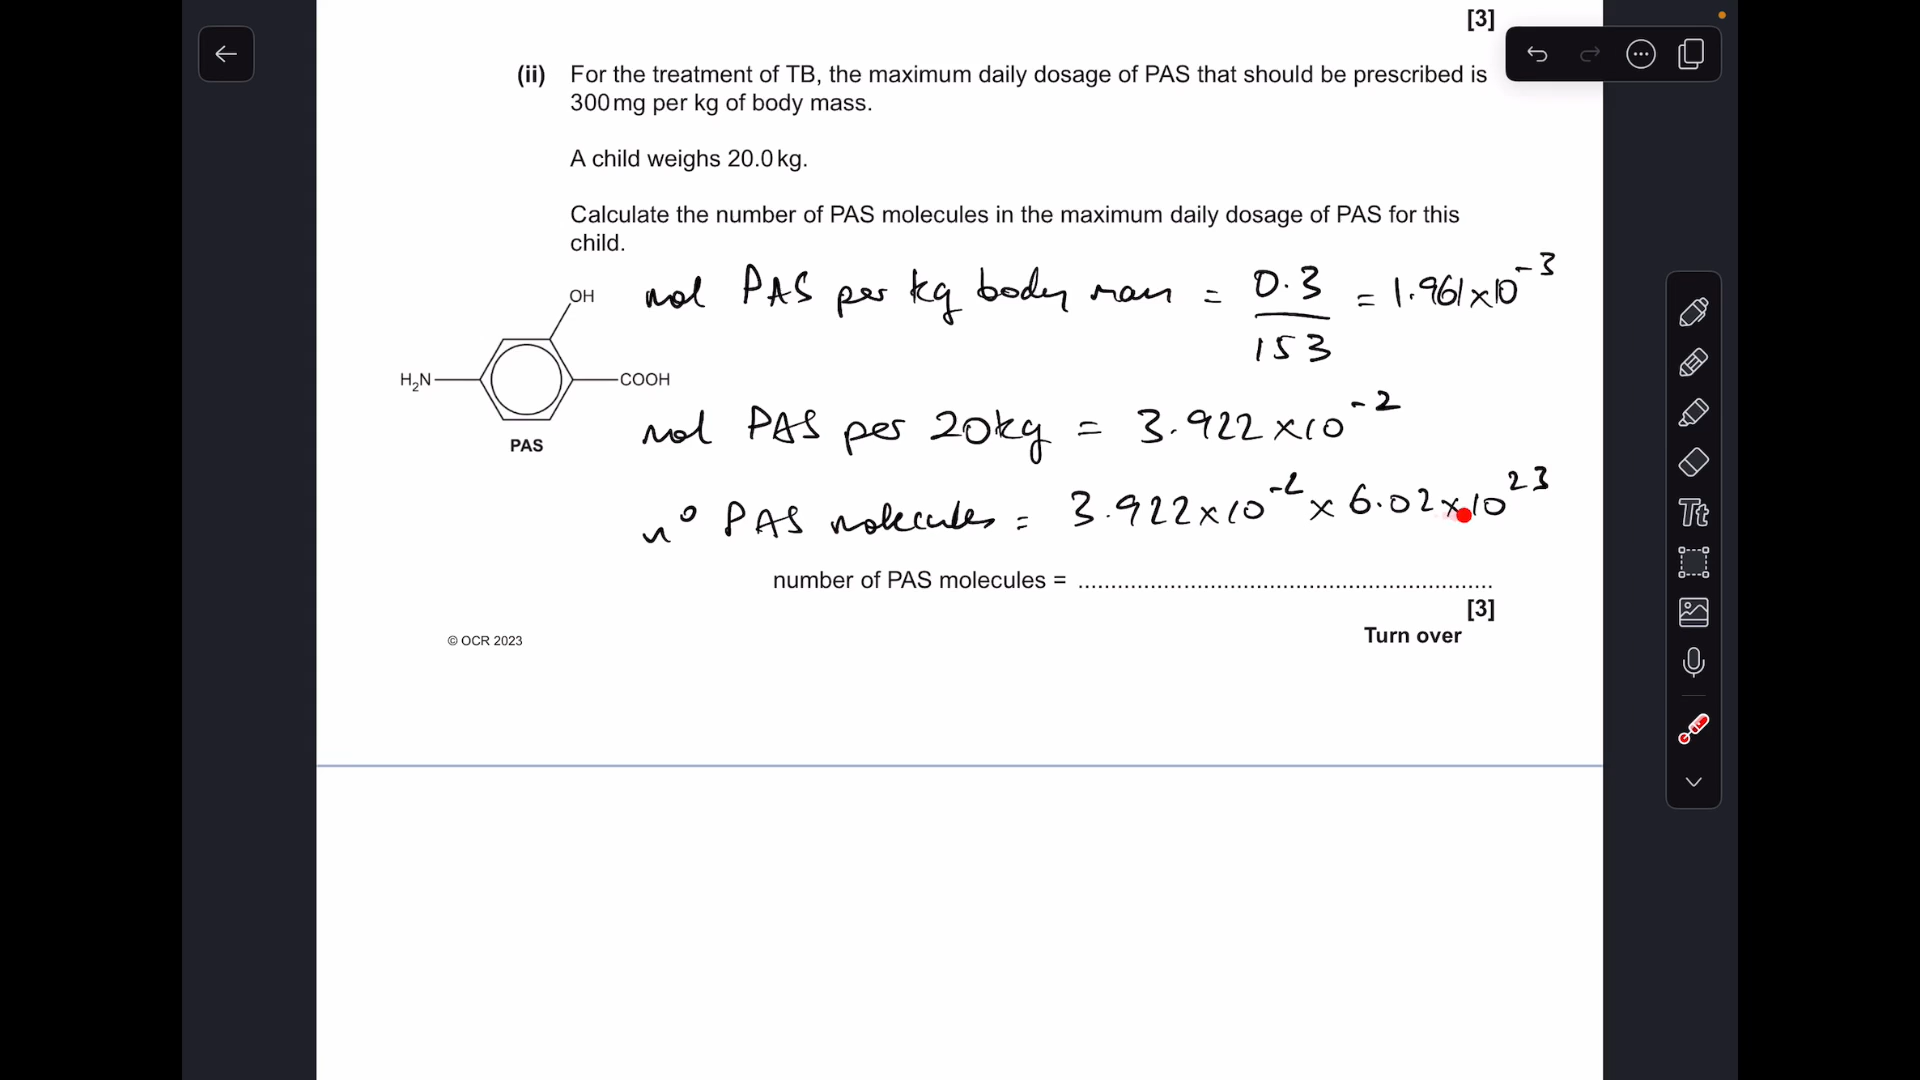 [3]
(ii) For the treatment of TB, the maximum daily dosage of PAS that should be prescribed is
300 mg per kg of body mass.
A child weighs 20.0 kg.
Calculate the number of PAS molecules in the maximum daily dosage of PAS for this
child.
mol PAS per kg body mass = 0.3 / 153 = 1.961 × 10⁻³
OH
H₂N COOH
PAS
mol PAS per 20kg = 3.922 × 10⁻²
nº PAS molecules = 3.922 × 10⁻² × 6.02 × 10²³
number of PAS molecules = ..............................................................
[3]
© OCR 2023
Turn over
Tt